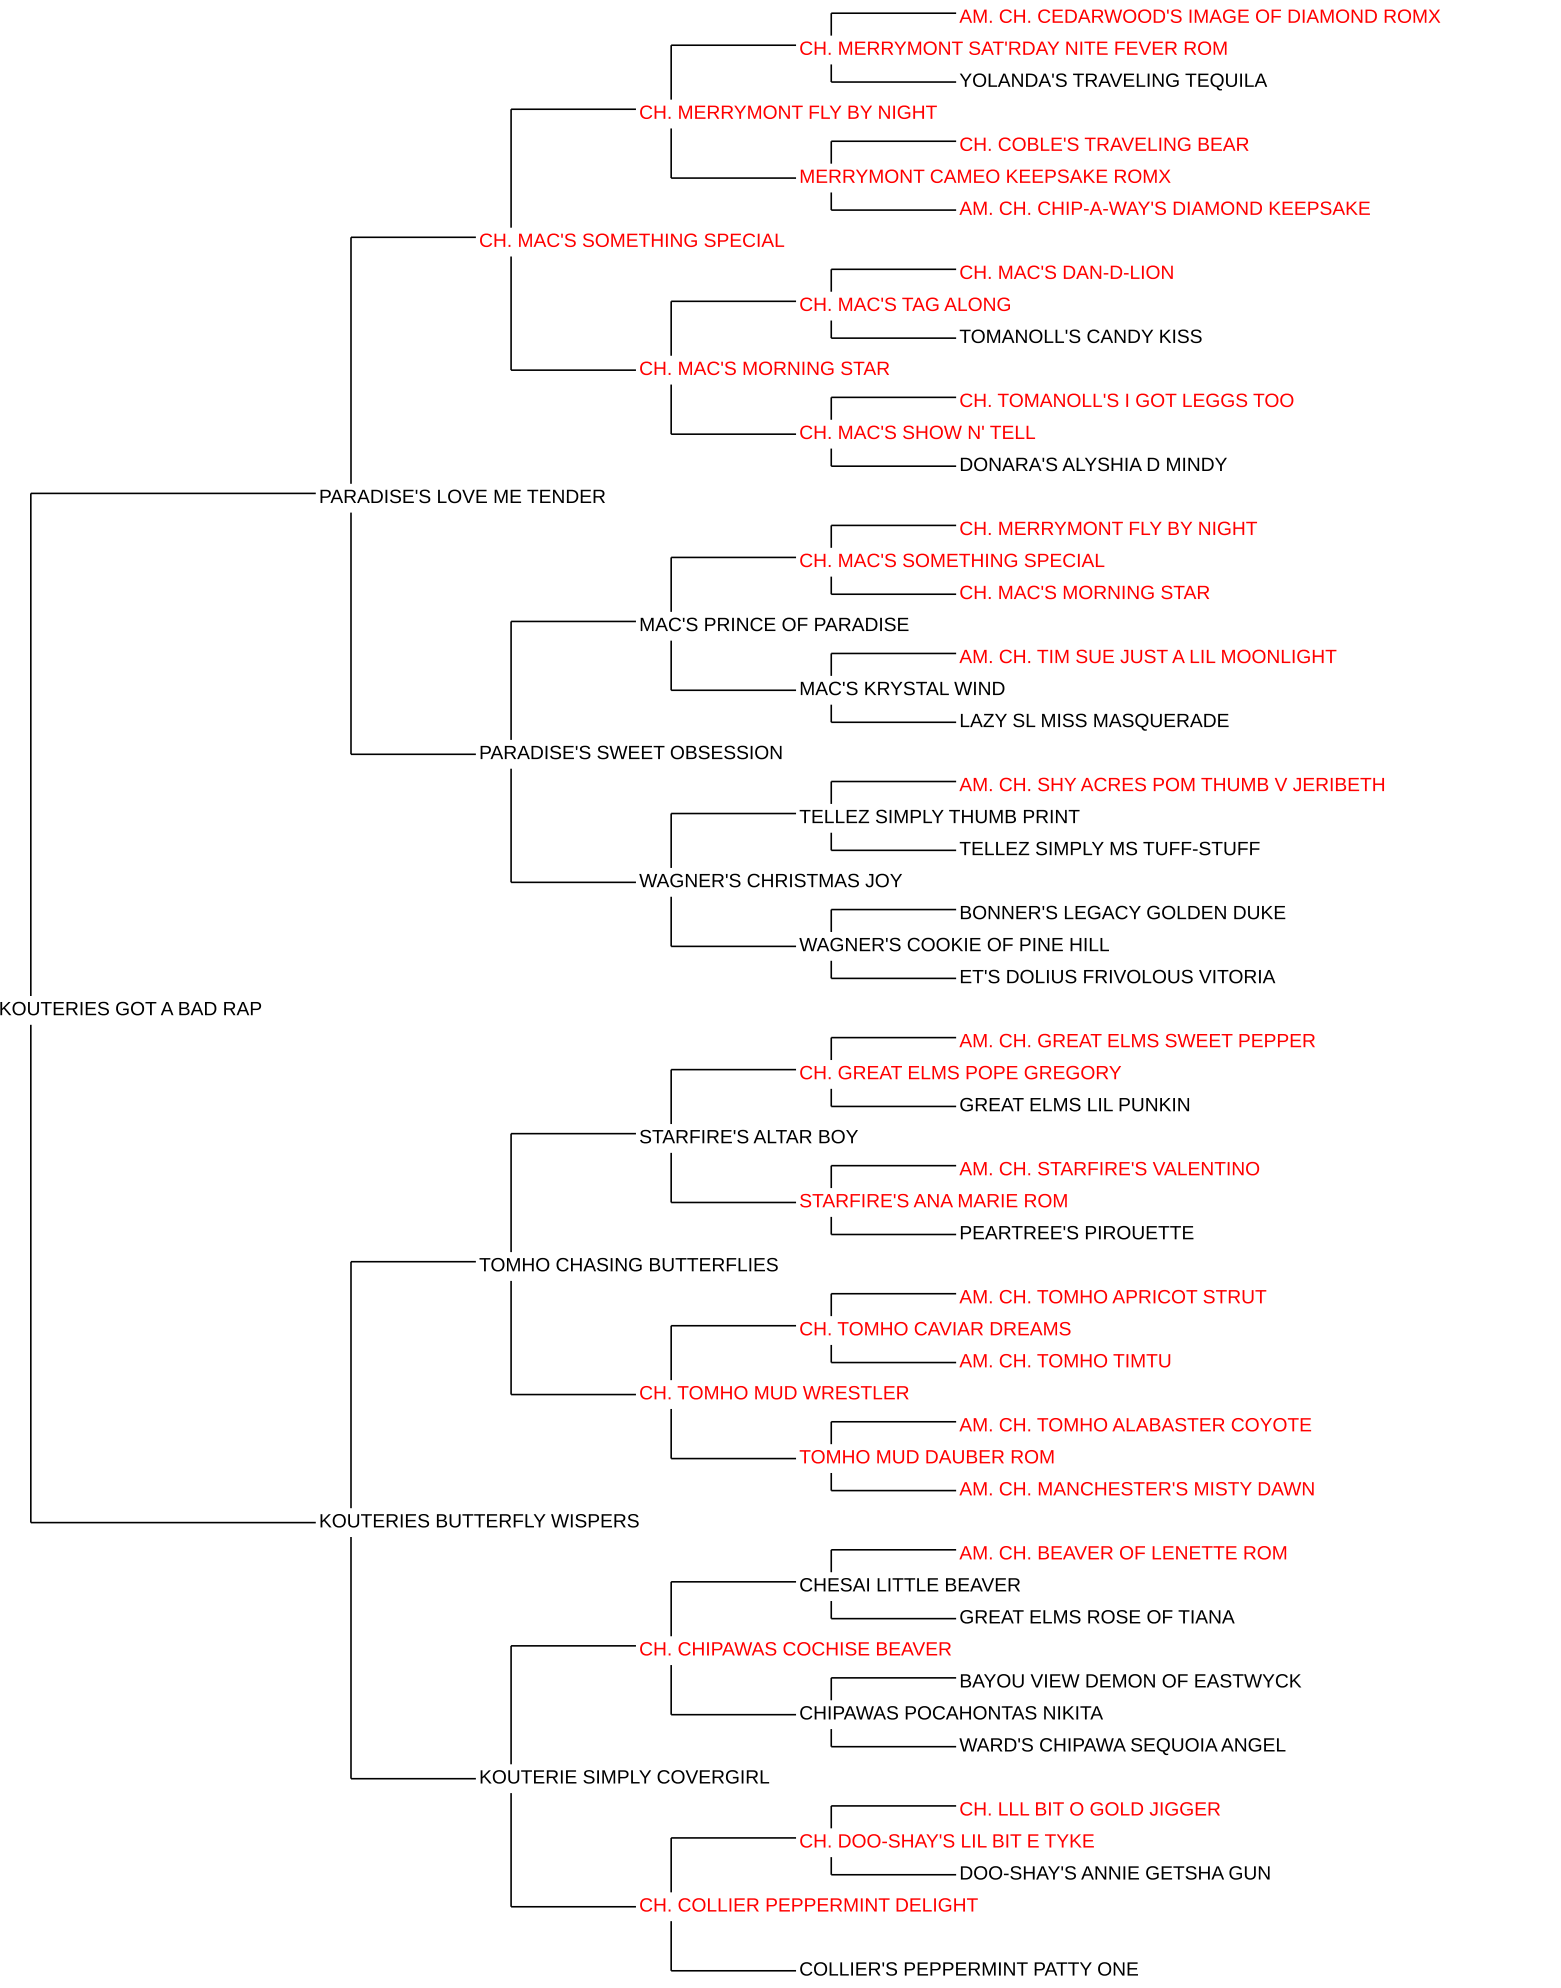 AM. CH. CEDARWOOD'S IMAGE OF DIAMOND ROMX
CH. MERRYMONT SAT'RDAY NITE FEVER ROM
YOLANDA'S TRAVELING TEQUILA
CH. MERRYMONT FLY BY NIGHT
CH. COBLE'S TRAVELING BEAR
MERRYMONT CAMEO KEEPSAKE ROMX
AM. CH. CHIP-A-WAY'S DIAMOND KEEPSAKE
CH. MAC'S SOMETHING SPECIAL
CH. MAC'S DAN-D-LION
CH. MAC'S TAG ALONG
TOMANOLL'S CANDY KISS
CH. MAC'S MORNING STAR
CH. TOMANOLL'S I GOT LEGGS TOO
CH. MAC'S SHOW N' TELL
DONARA'S ALYSHIA D MINDY
PARADISE'S LOVE ME TENDER
CH. MERRYMONT FLY BY NIGHT
CH. MAC'S SOMETHING SPECIAL
CH. MAC'S MORNING STAR
MAC'S PRINCE OF PARADISE
AM. CH. TIM SUE JUST A LIL MOONLIGHT
MAC'S KRYSTAL WIND
LAZY SL MISS MASQUERADE
PARADISE'S SWEET OBSESSION
AM. CH. SHY ACRES POM THUMB V JERIBETH
TELLEZ SIMPLY THUMB PRINT
TELLEZ SIMPLY MS TUFF-STUFF
WAGNER'S CHRISTMAS JOY
BONNER'S LEGACY GOLDEN DUKE
WAGNER'S COOKIE OF PINE HILL
ET'S DOLIUS FRIVOLOUS VITORIA
KOUTERIES GOT A BAD RAP
AM. CH. GREAT ELMS SWEET PEPPER
CH. GREAT ELMS POPE GREGORY
GREAT ELMS LIL PUNKIN
STARFIRE'S ALTAR BOY
AM. CH. STARFIRE'S VALENTINO
STARFIRE'S ANA MARIE ROM
PEARTREE'S PIROUETTE
TOMHO CHASING BUTTERFLIES
AM. CH. TOMHO APRICOT STRUT
CH. TOMHO CAVIAR DREAMS
AM. CH. TOMHO TIMTU
CH. TOMHO MUD WRESTLER
AM. CH. TOMHO ALABASTER COYOTE
TOMHO MUD DAUBER ROM
AM. CH. MANCHESTER'S MISTY DAWN
KOUTERIES BUTTERFLY WISPERS
AM. CH. BEAVER OF LENETTE ROM
CHESAI LITTLE BEAVER
GREAT ELMS ROSE OF TIANA
CH. CHIPAWAS COCHISE BEAVER
BAYOU VIEW DEMON OF EASTWYCK
CHIPAWAS POCAHONTAS NIKITA
WARD'S CHIPAWA SEQUOIA ANGEL
KOUTERIE SIMPLY COVERGIRL
CH. LLL BIT O GOLD JIGGER
CH. DOO-SHAY'S LIL BIT E TYKE
DOO-SHAY'S ANNIE GETSHA GUN
CH. COLLIER PEPPERMINT DELIGHT
COLLIER'S PEPPERMINT PATTY ONE